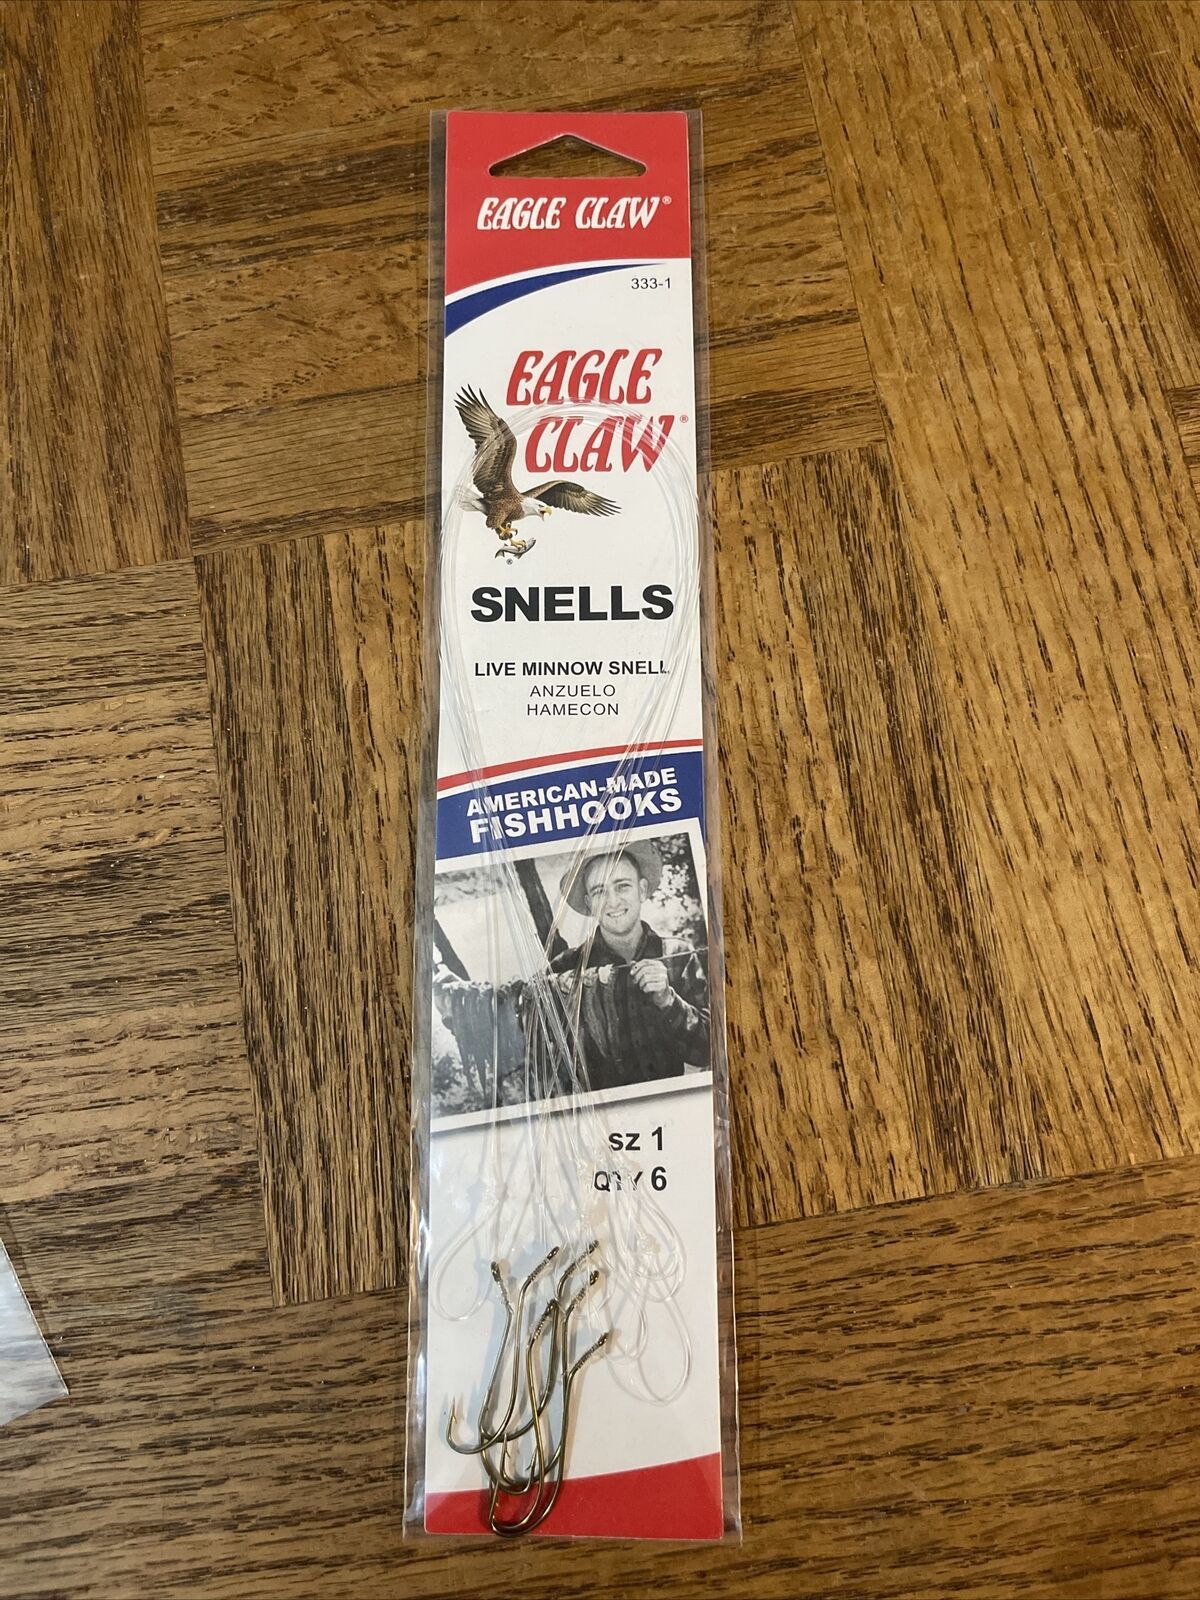 EAGLE CLAW®
333-1
EAGLE
CLAW®
®
SNELLS
LIVE MINNOW SNELL
ANZUELO
HAMECON
AMERICAN-MADE
FISHHOOKS
SZ 1
QTY 6